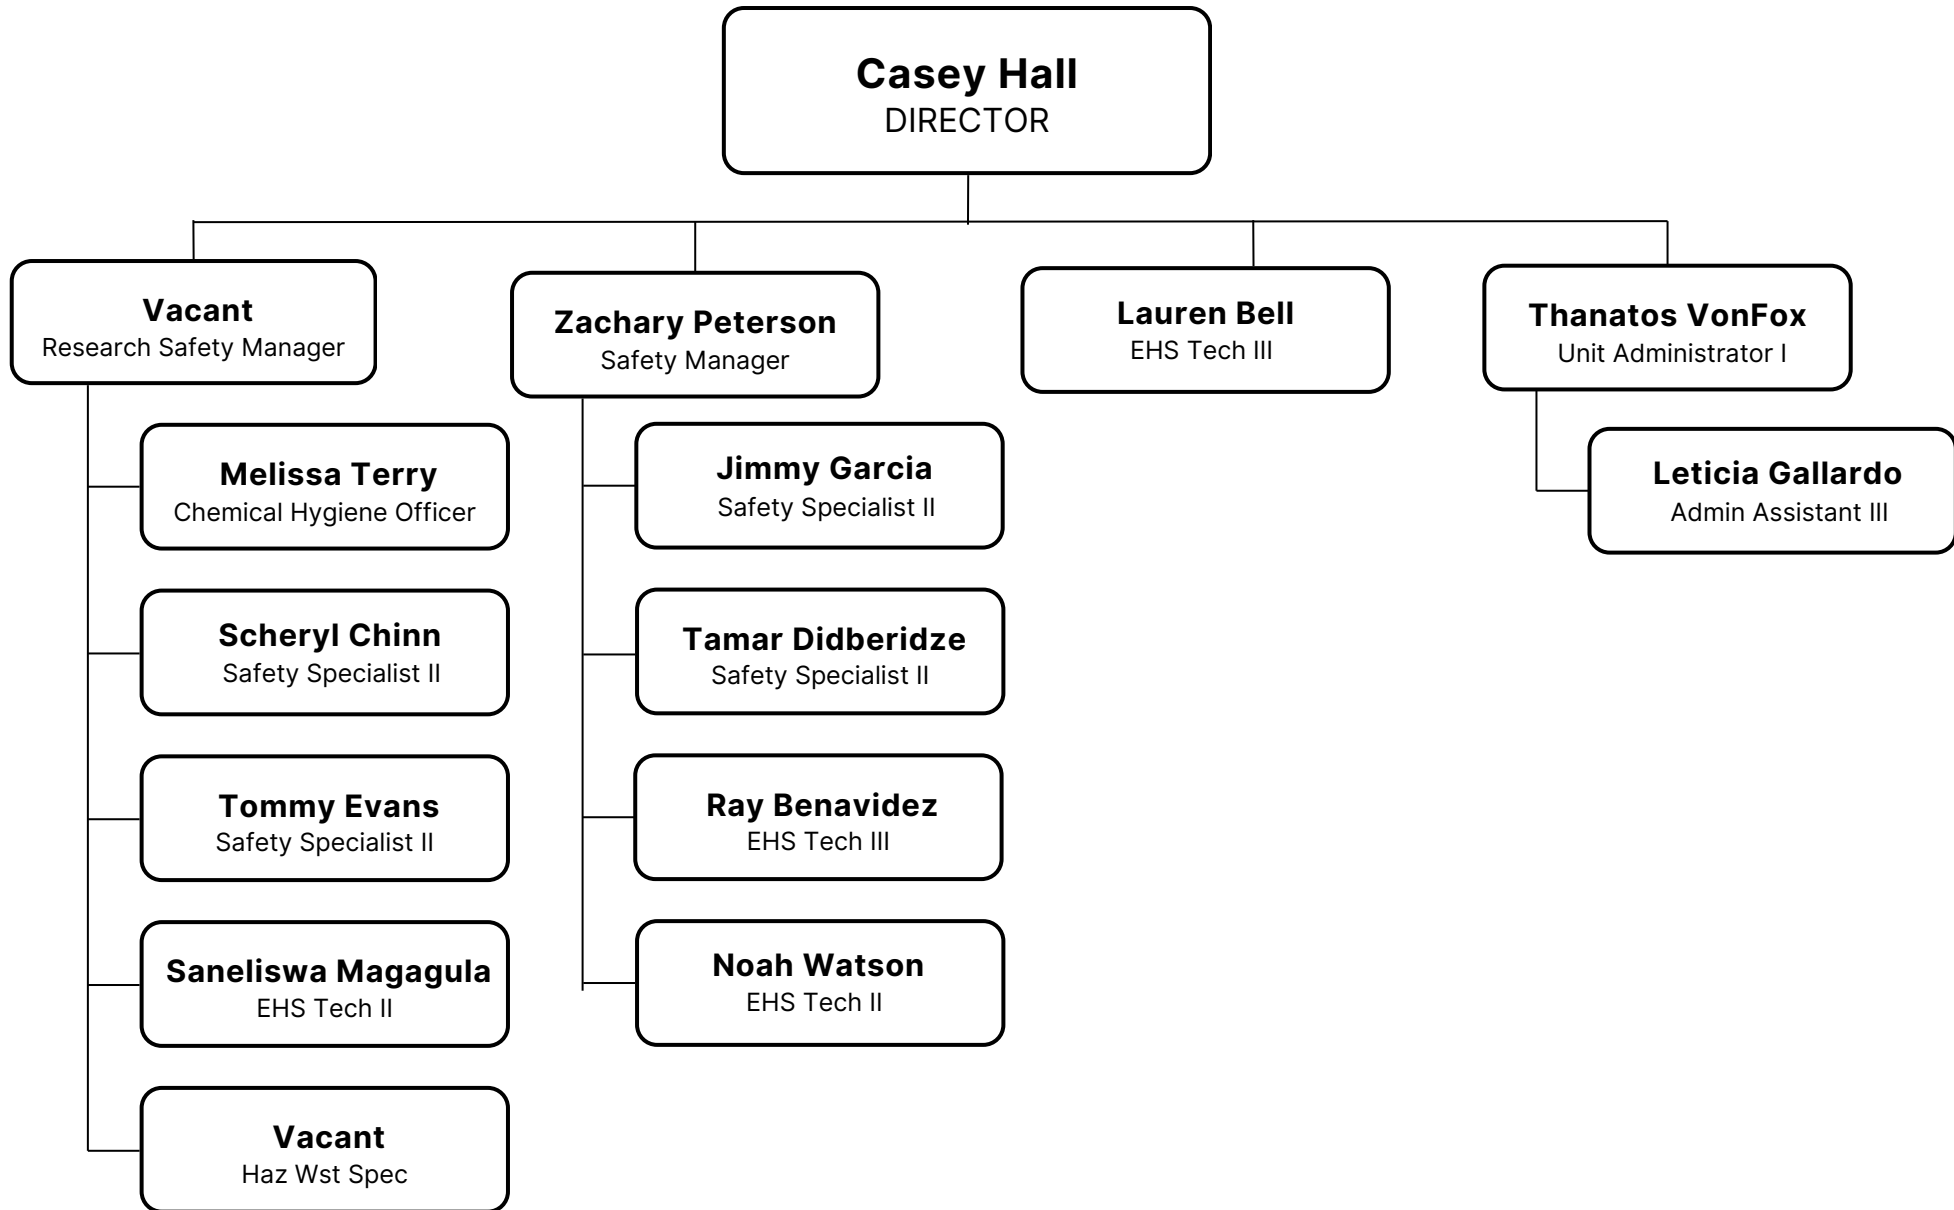 Casey Hall
DIRECTOR
Vacant
Research Safety Manager
Melissa Terry
Chemical Hygiene Officer
Scheryl Chinn
Safety Specialist II
Tommy Evans
Safety Specialist II
Saneliswa Magagula
EHS Tech II
Vacant
Haz Wst Spec
Zachary Peterson
Safety Manager
Jimmy Garcia
Safety Specialist II
Tamar Didberidze
Safety Specialist II
Ray Benavidez
EHS Tech III
Noah Watson
EHS Tech II
Lauren Bell
EHS Tech III
Thanatos VonFox
Unit Administrator I
Leticia Gallardo
Admin Assistant III